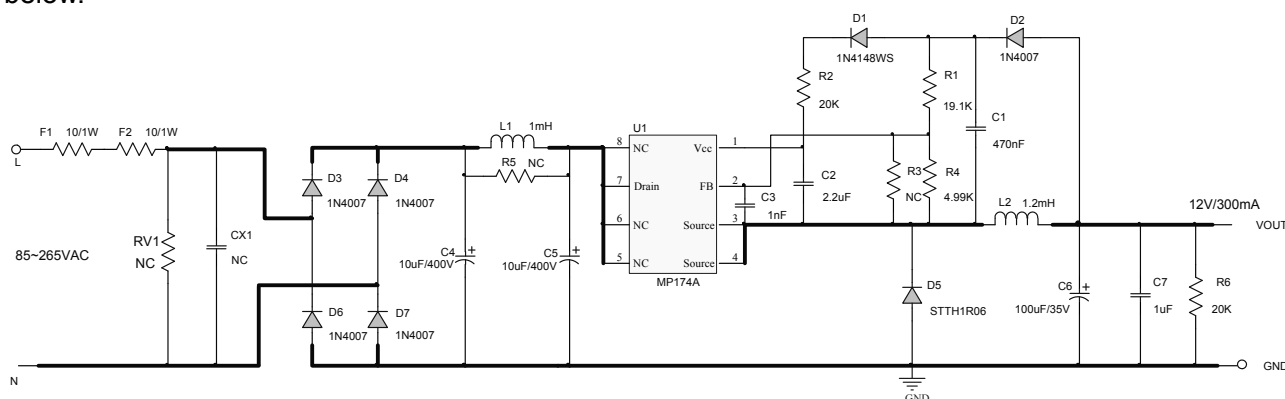 below.
D1
1N4148WS
D2
1N4007
R2
20K
R1
19.1K
C1
470nF
F1 10/1W F2 10/1W
L
L1 1mH
R5 NC
U1
8 NC Vcc 1
7 Drain FB 2
6 NC Source 3
5 NC Source 4
MP174A
C2
2.2uF
C3
1nF
R3
NC
R4
4.99K
L2 1.2mH
12V/300mA
VOUT
D3
1N4007
D4
1N4007
85~265VAC
RV1
NC
CX1
NC
C4
10uF/400V
C5
10uF/400V
D5
STTH1R06
C6
100uF/35V
C7
1uF
R6
20K
D6
1N4007
D7
1N4007
N
GND
GND